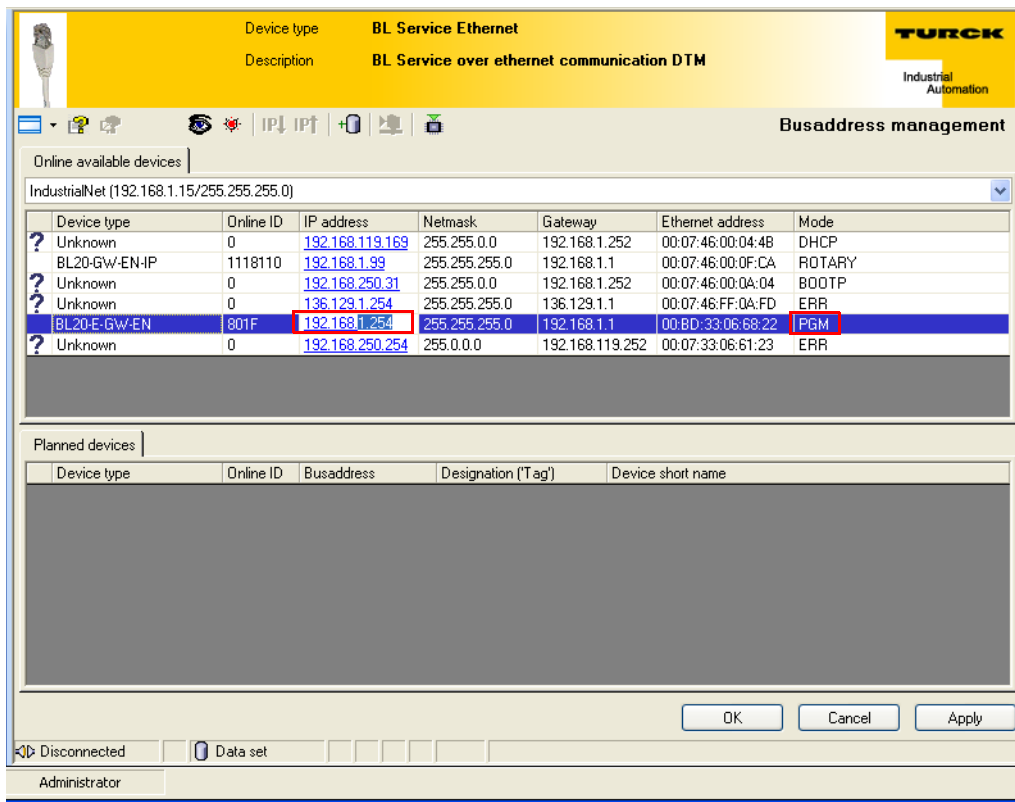 Device type BL Service Ethernet
TURCK
Description BL Service over ethernet communication DTM
Industrial
Automation
IP IP Busaddress management
Online available devices
IndustrialNet (192.168.1.15/255.255.255.0)
Device type Online ID IP address Netmask Gateway Ethernet address Mode
? Unknown 0 192.168.119.169 255.255.0.0 192.168.1.252 00:07:46:00:04:4B DHCP
BL20-GW-EN-IP 1118110 192.168.1.99 255.255.255.0 192.168.1.1 00:07:46:00:0F:CA ROTARY
? Unknown 0 192.168.250.31 255.255.0.0 192.168.1.252 00:07:46:00:0A:04 BOOTP
? Unknown 0 136.129.1.254 255.255.255.0 136.129.1.1 00:07:46:FF:0A:FD ERR
BL20-E-GW-EN 801F 192.168.1.254 255.255.255.0 192.168.1.1 00:BD:33:06:68:22 PGM
? Unknown 0 192.168.250.254 255.0.0.0 192.168.119.252 00:07:33:06:61:23 ERR
Planned devices
Device type Online ID Busaddress Designation ('Tag') Device short name
OK Cancel Apply
Disconnected Data set
Administrator